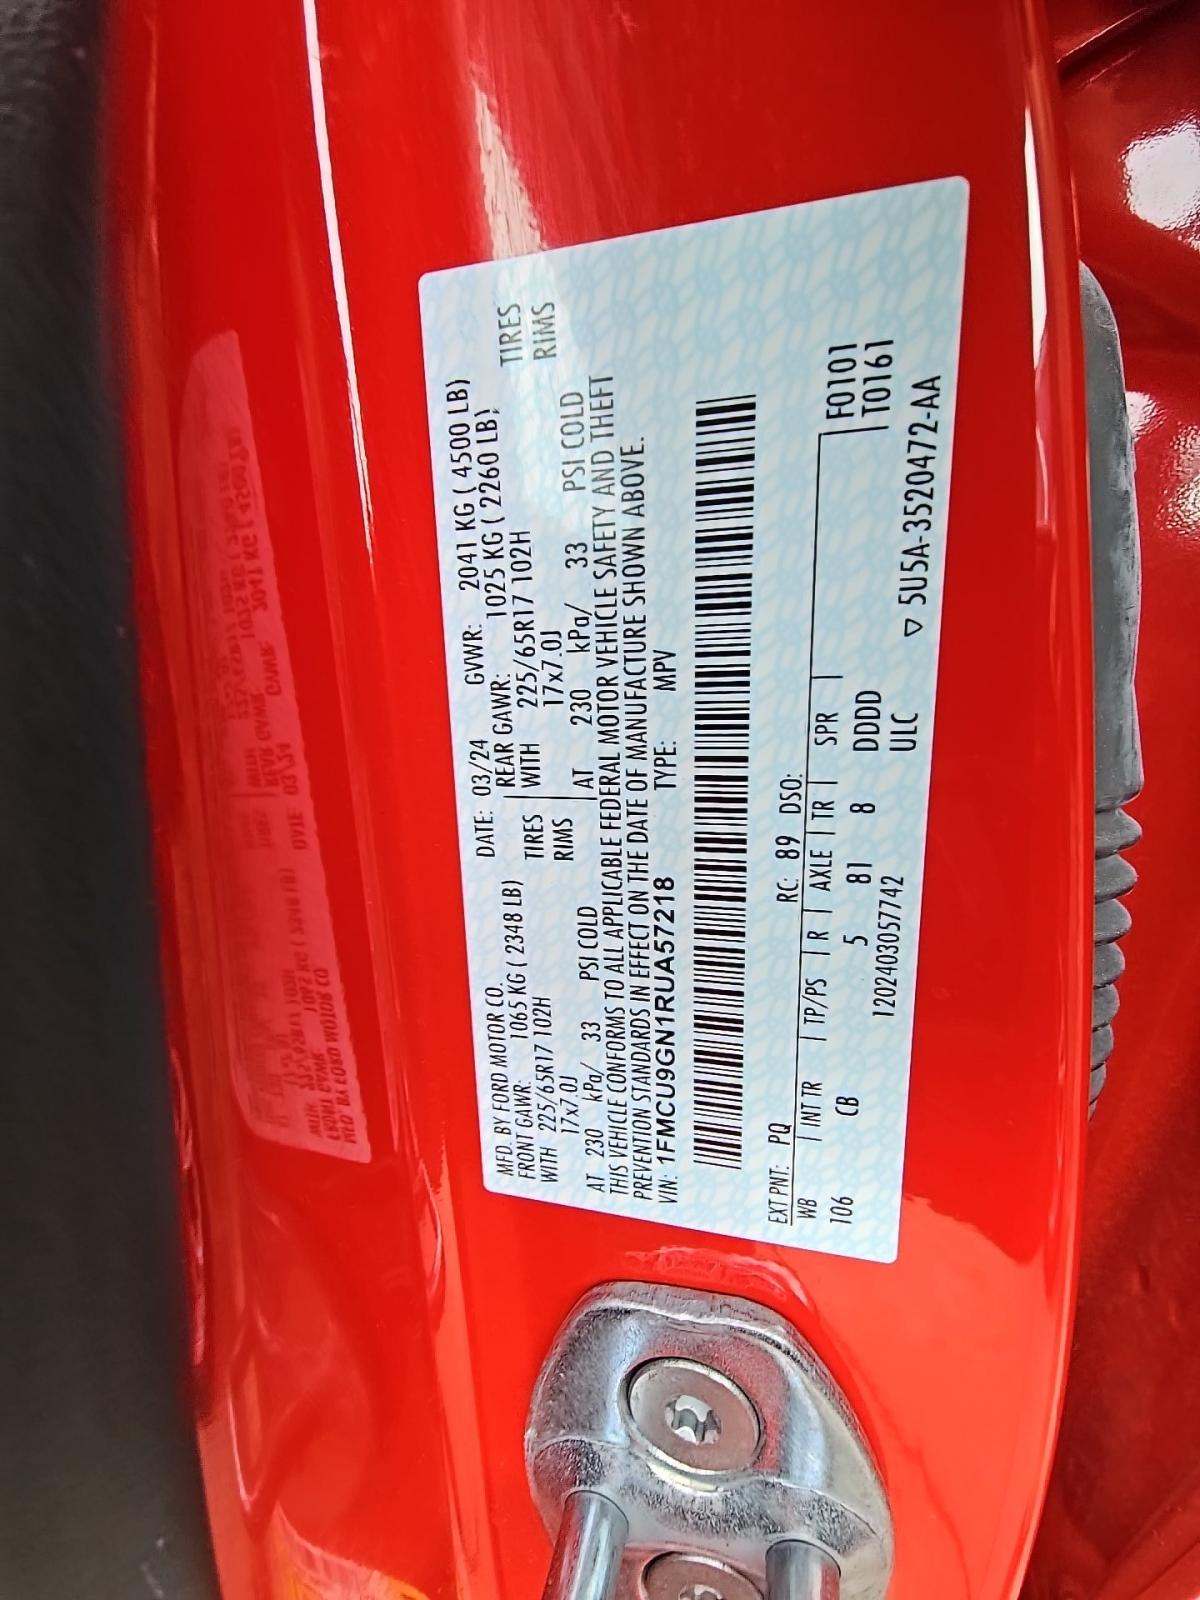 MFD. BY FORD MOTOR CO. DATE: 03/24 GVWR: 2041 KG ( 4500 LB)
FRONT GAWR: 1065 KG ( 2348 LB) REAR GAWR: 1025 KG ( 2260 LB)
WITH 225/65R17 102H TIRES WITH 225/65R17 102H TIRES
17x7.0J RIMS 17x7.0J RIMS
AT 230 kPa/ 33 PSI COLD AT 230 kPa/ 33 PSI COLD
THIS VEHICLE CONFORMS TO ALL APPLICABLE FEDERAL MOTOR VEHICLE SAFETY AND THEFT
PREVENTION STANDARDS IN EFFECT ON THE DATE OF MANUFACTURE SHOWN ABOVE.
VIN: 1FMCU9GN1RUA57218 TYPE: MPV
EXT PNT: PQ RC: 89 DSO:
WB INT TR TP/PS R AXLE TR SPR F0101
106 CB 5 81 8 DDDD T0161
1202403057742 ULC ▽ 5U5A-3520472-AA